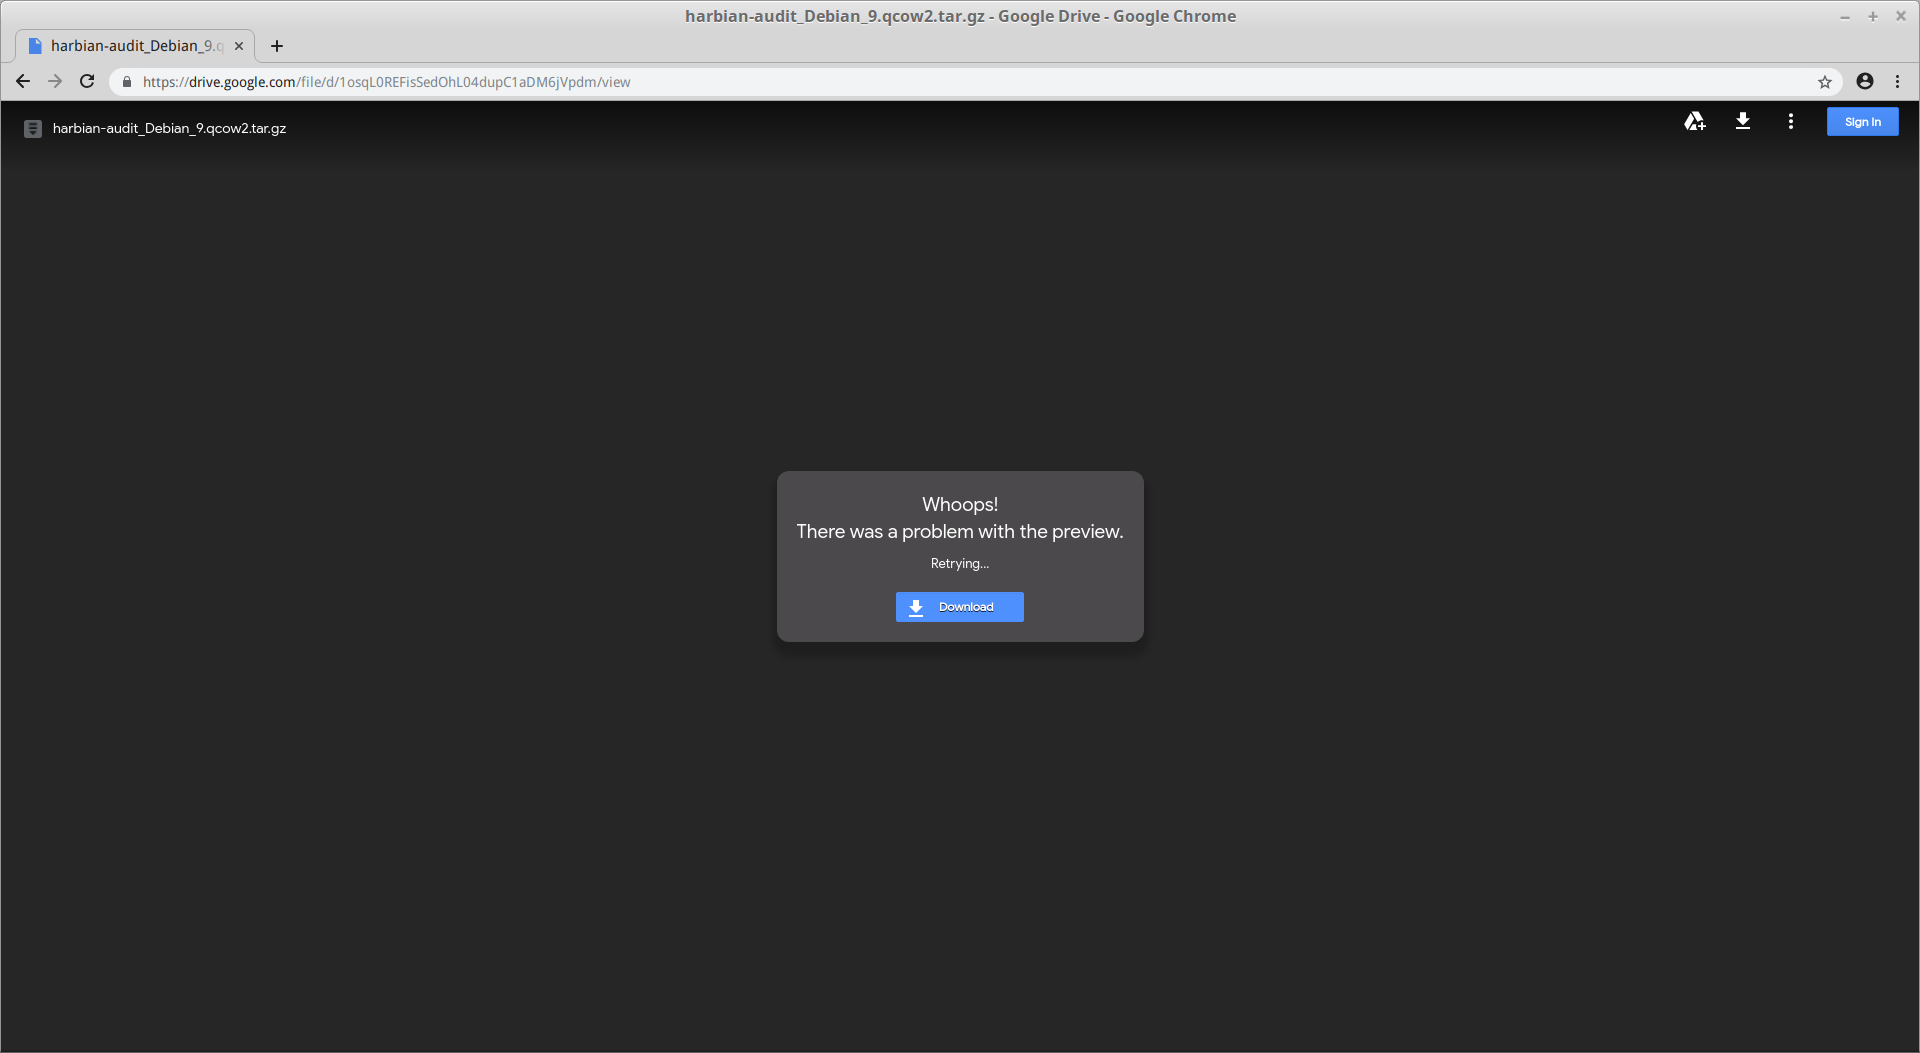 harbian-audit_Debian_9.qcow2.tar.gz - Google Drive - Google Chrome
harbian-audit_Debian_9.q
https://drive.google.com/file/d/1osqL0REFisSedOhL04dupC1aDM6jVpdm/view
harbian-audit_Debian_9.qcow2.tar.gz
Sign in
Whoops!
There was a problem with the preview.
Retrying...
Download